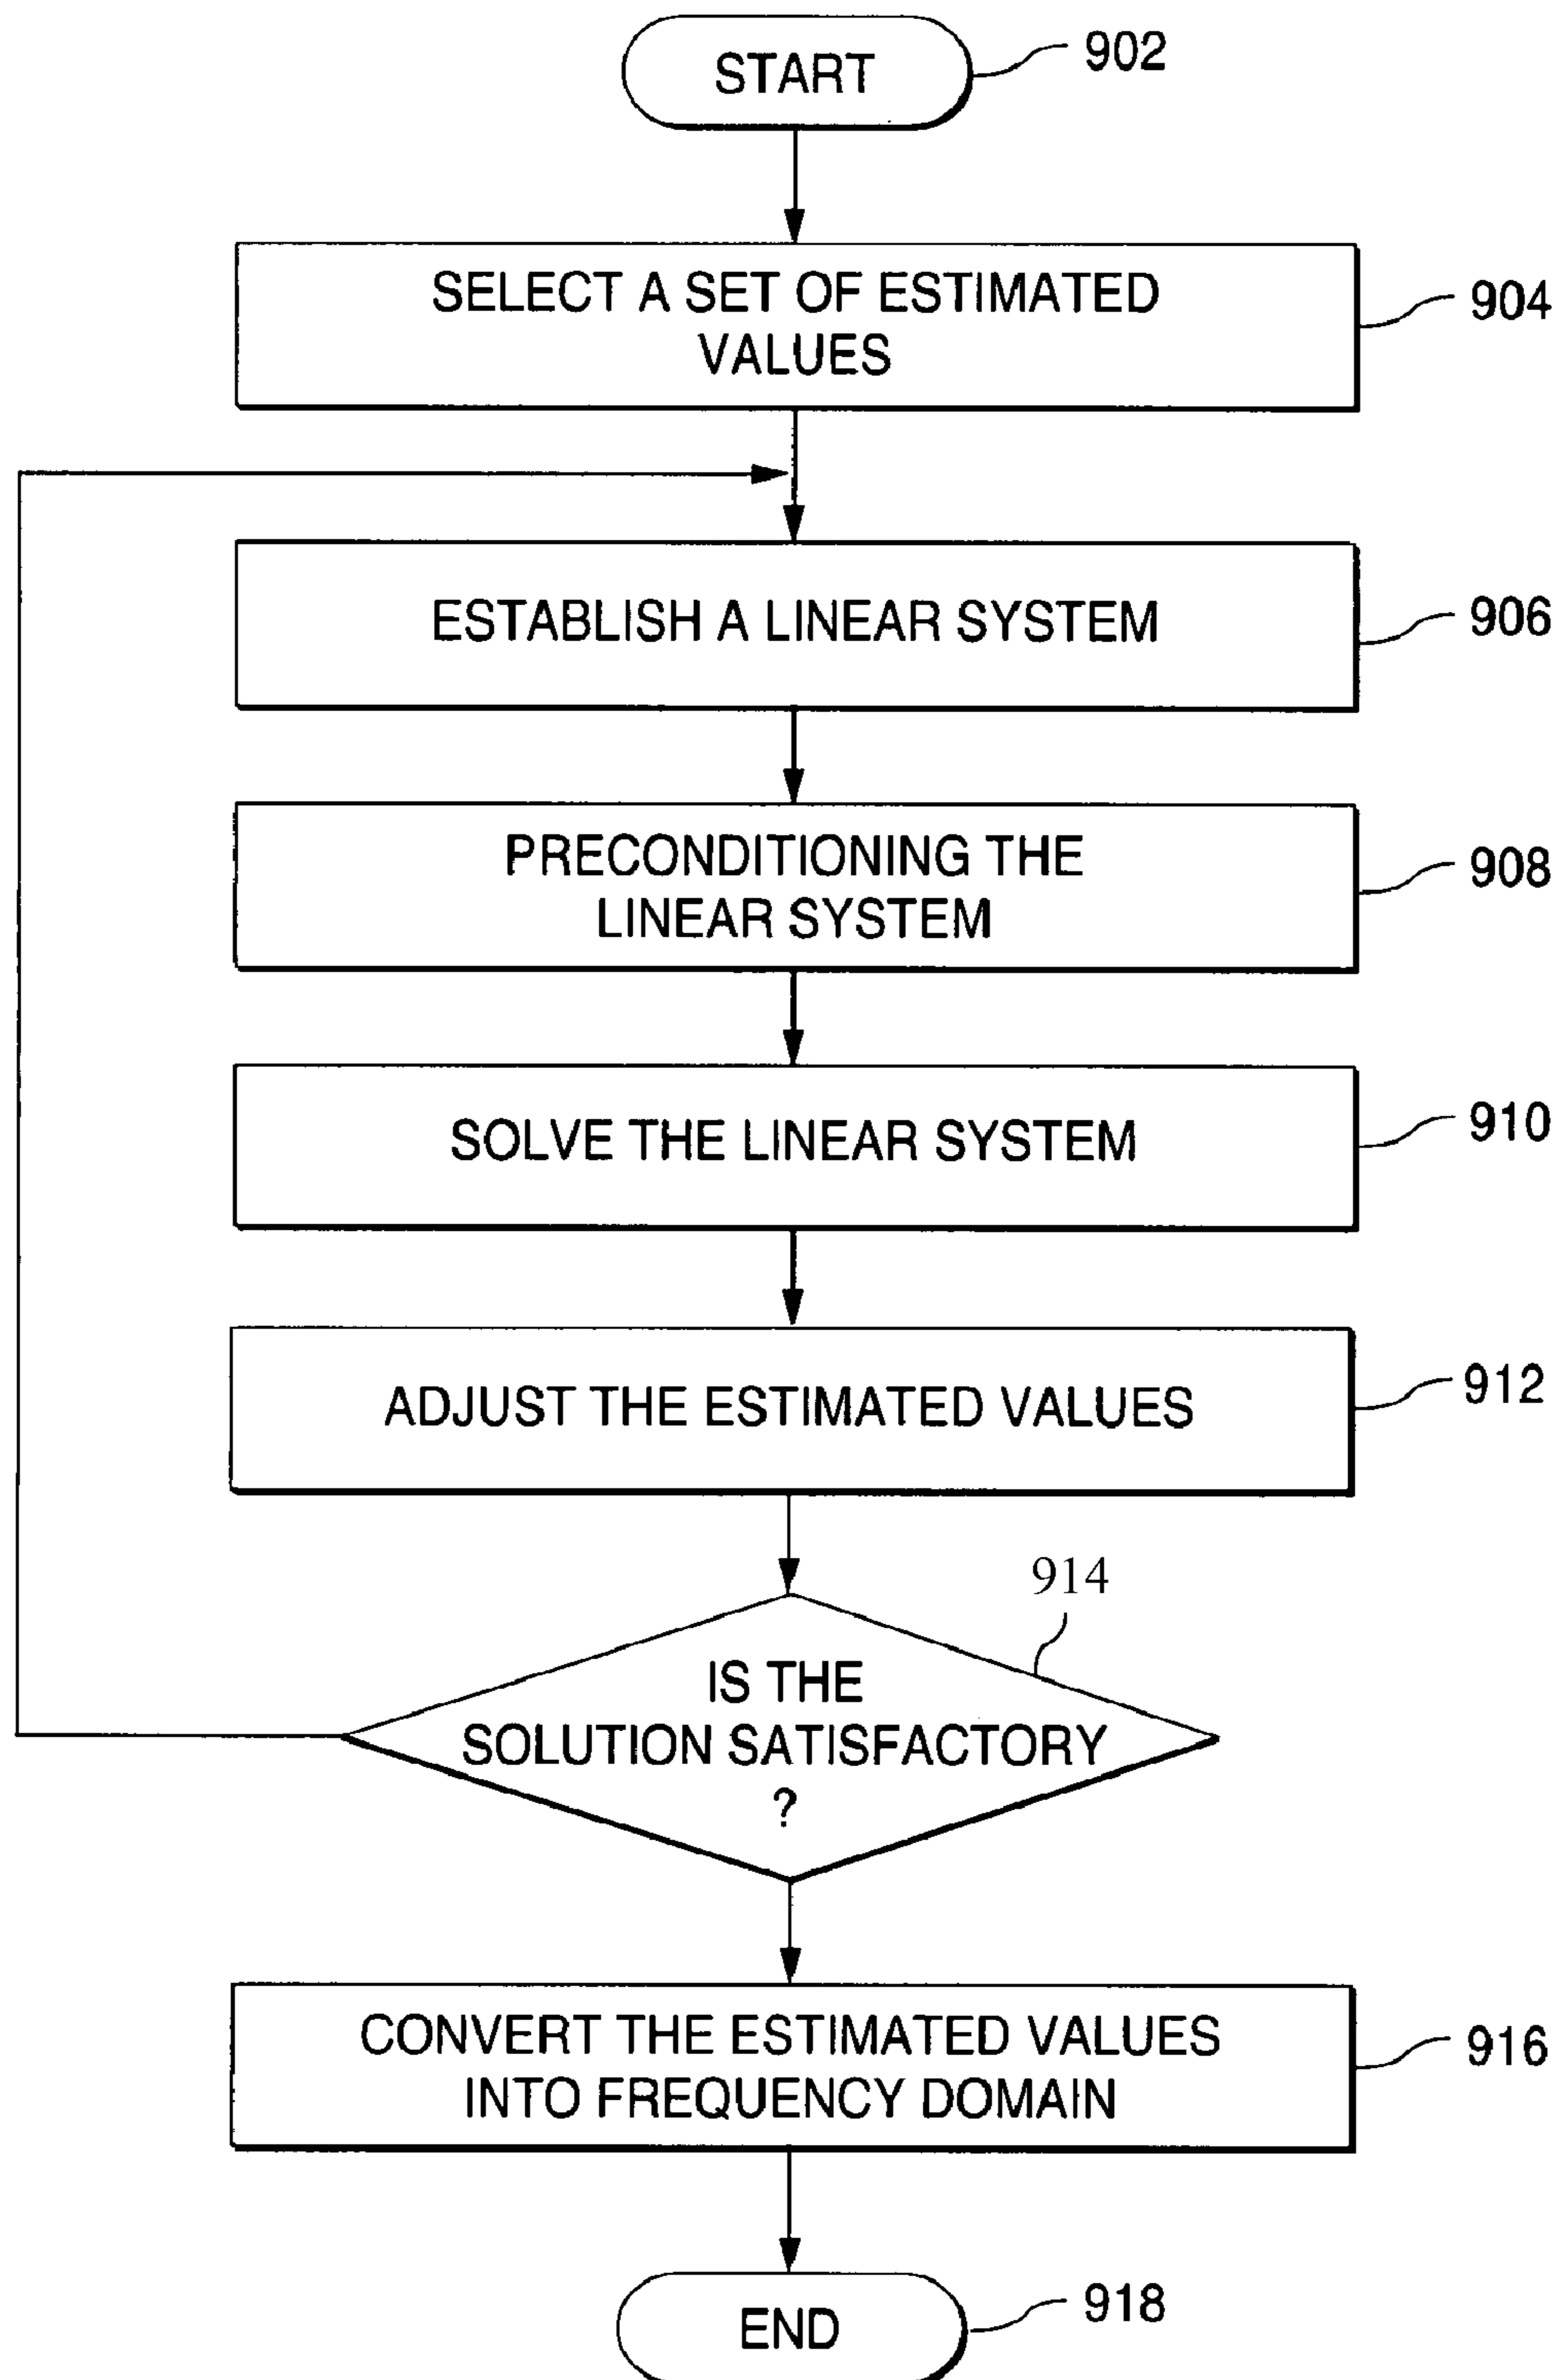 START
902
SELECT A SET OF ESTIMATED
VALUES
904
ESTABLISH A LINEAR SYSTEM
906
PRECONDITIONING THE
LINEAR SYSTEM
908
SOLVE THE LINEAR SYSTEM
910
ADJUST THE ESTIMATED VALUES
912
914
IS THE
SOLUTION SATISFACTORY
?
CONVERT THE ESTIMATED VALUES
INTO FREQUENCY DOMAIN
916
END
918